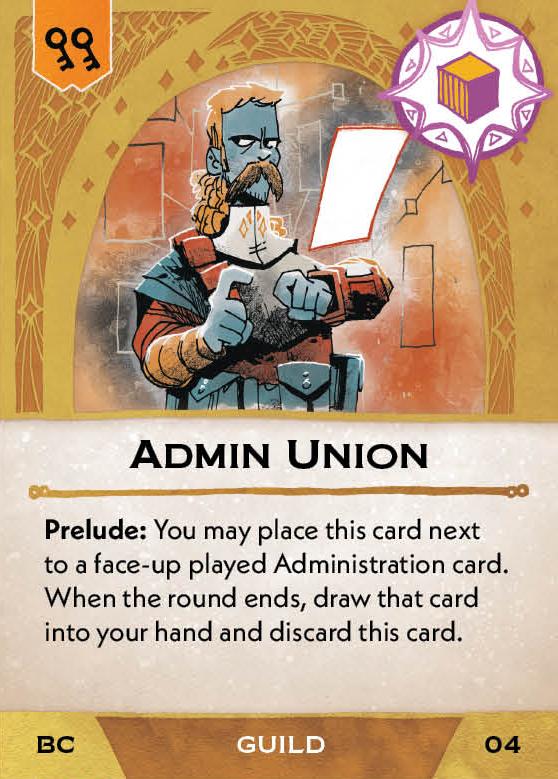 Admin Union
Prelude: You may place this card next
to a face-up played Administration card.
When the round ends, draw that card
into your hand and discard this card.
BC GUILD 04